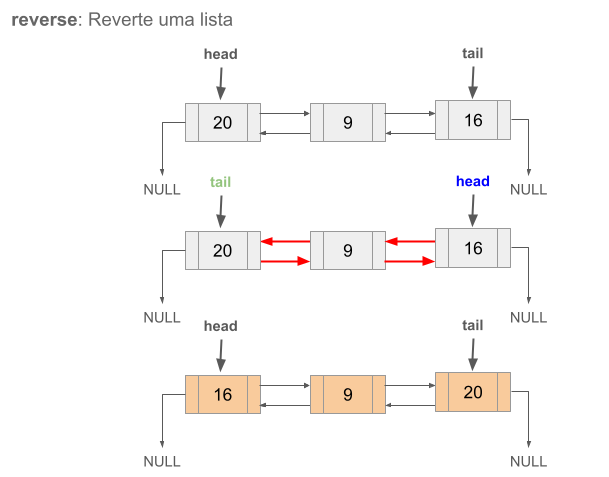 reverse: Reverte uma lista
head tail
20 9 16
NULL NULL
tail head
20 9 16
NULL NULL
head tail
16 9 20
NULL NULL